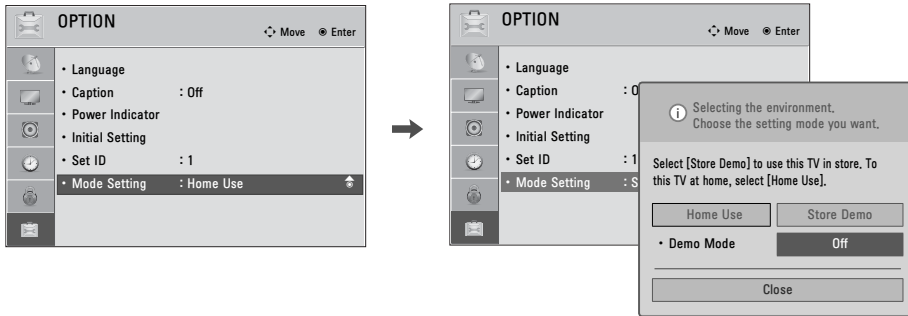 OPTION
Move Enter
• Language
• Caption : Off
• Power Indicator
• Initial Setting
• Set ID : 1
• Mode Setting : Home Use
OPTION
Move Enter
• Language
• Caption : O
• Power Indicator
• Initial Setting
• Set ID : 1
• Mode Setting : S
i Selecting the environment.
Choose the setting mode you want.
Select [Store Demo] to use this TV in store. To
this TV at home, select [Home Use].
Home Use Store Demo
• Demo Mode Off
Close